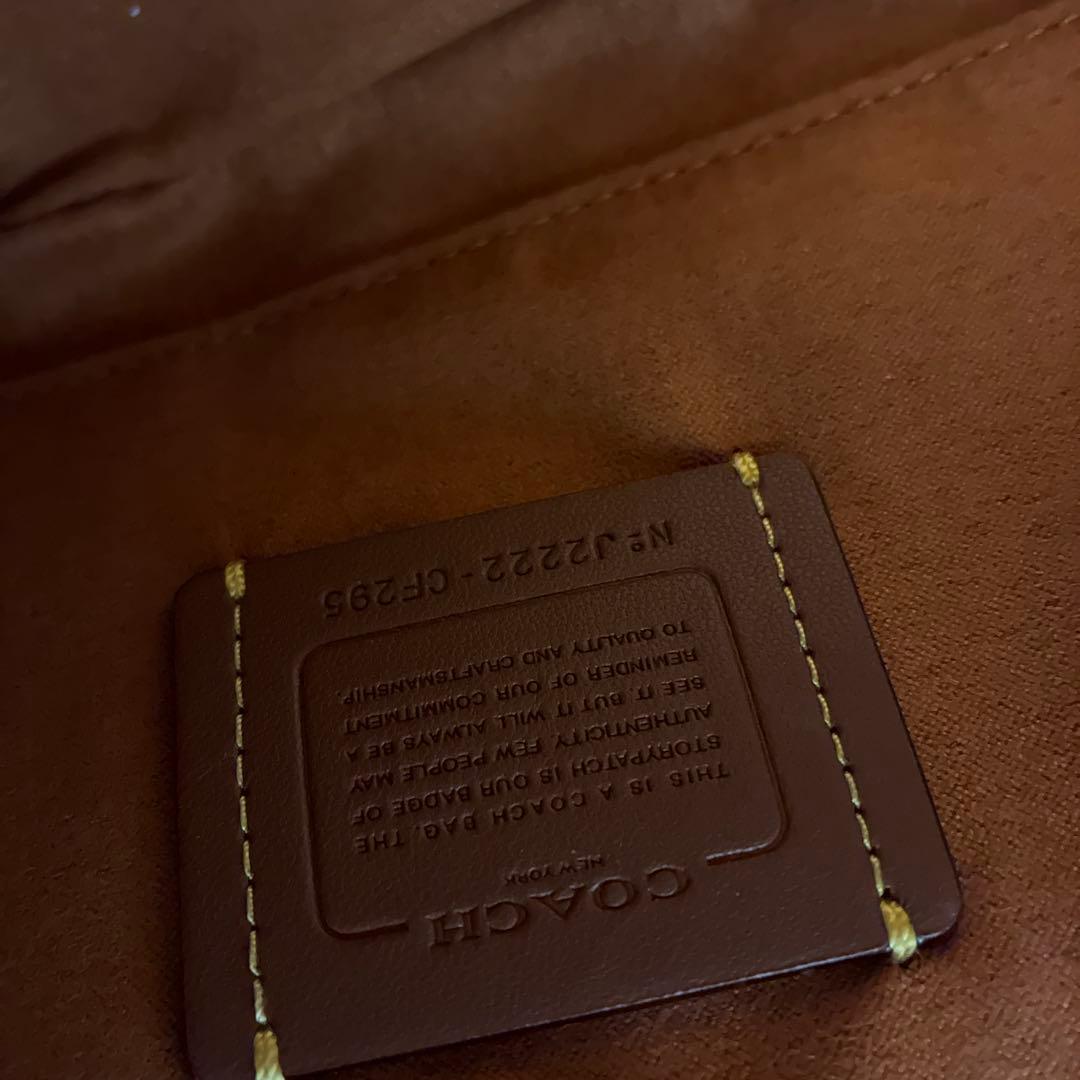 COACH
NEW YORK
THIS IS A COACH BAG. THE
STORYPATCH IS OUR BADGE OF
AUTHENTICITY. FEW PEOPLE MAY
SEE IT, BUT IT WILL ALWAYS BE A
REMINDER OF OUR COMMITMENT
TO QUALITY AND CRAFTSMANSHIP.
Nº J2222 - CF295